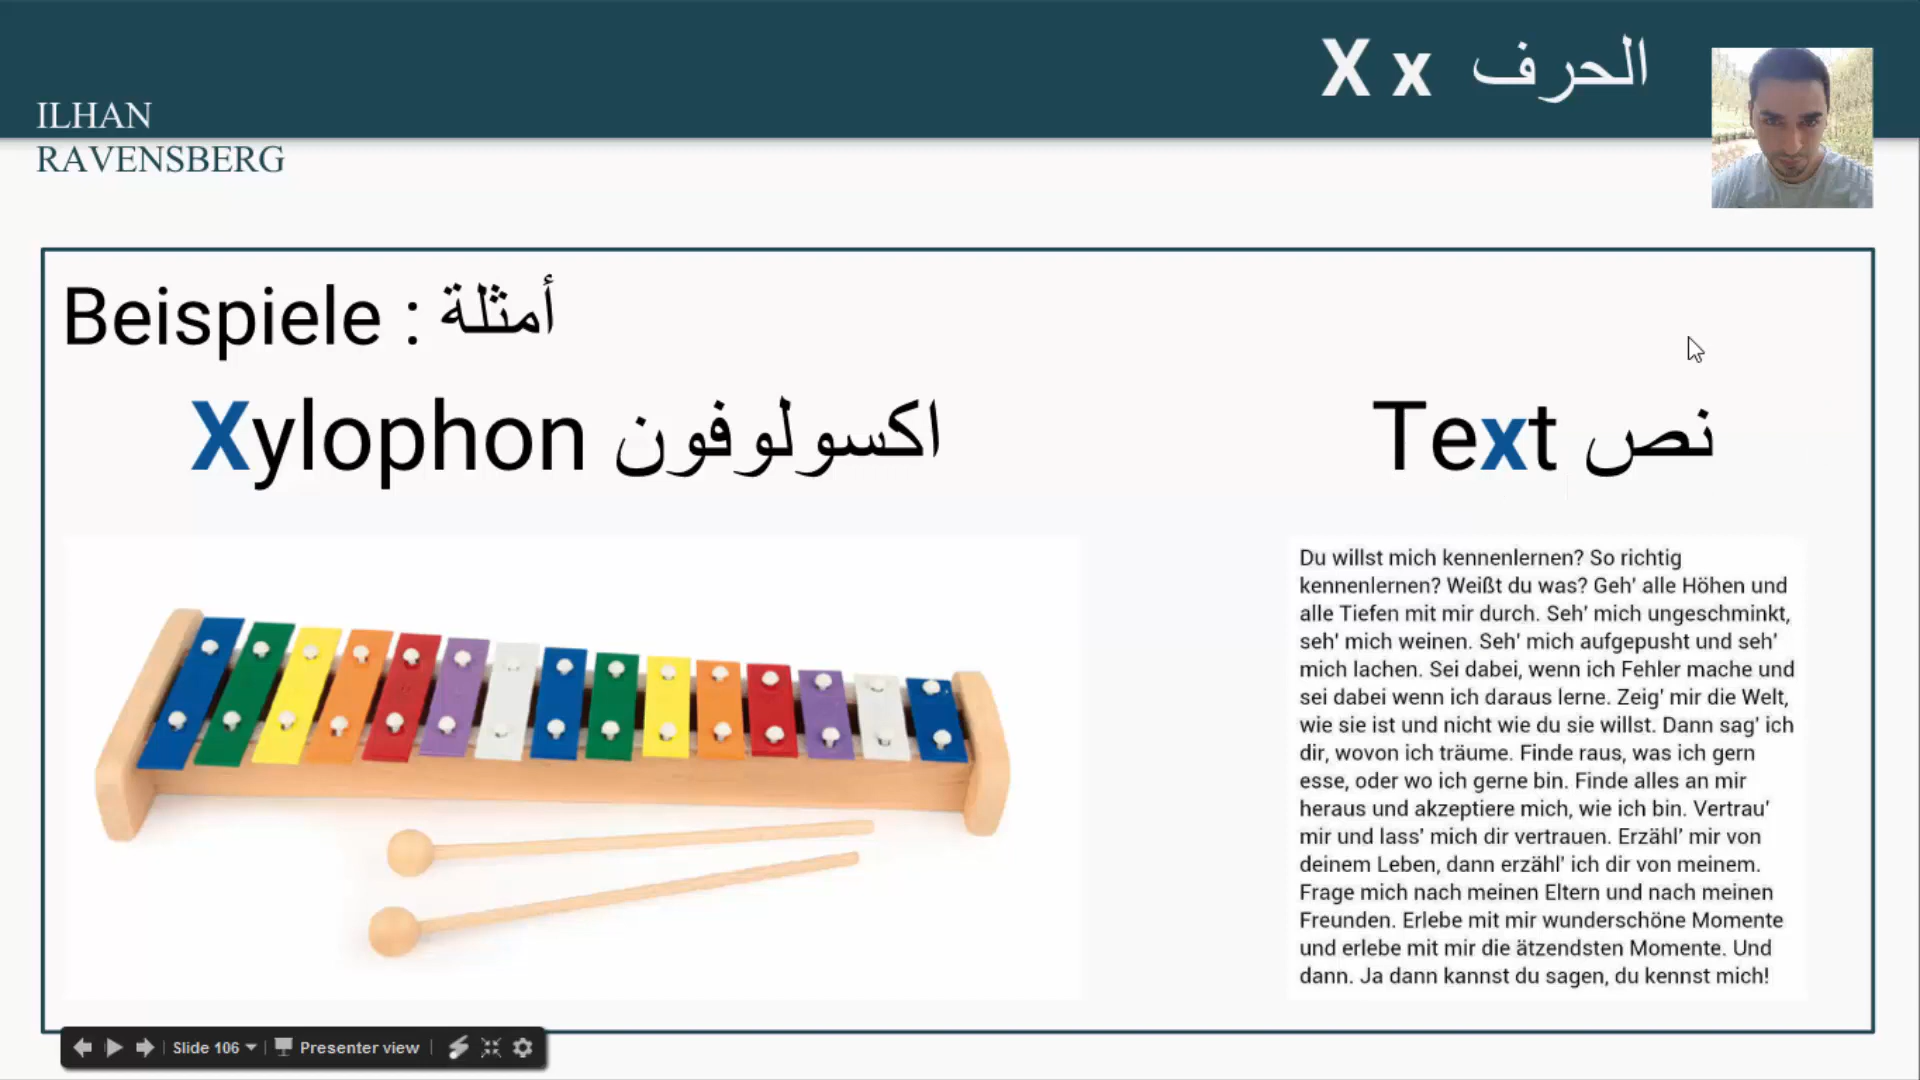 X x الحرف
ILHAN
RAVENSBERG
Beispiele : أمثلة
Xylophon اكسولوفون
Text نص
Du willst mich kennenlernen? So richtig
kennenlernen? Weißt du was? Geh' alle Höhen und
alle Tiefen mit mir durch. Seh' mich ungeschminkt,
seh' mich weinen. Seh' mich aufgepusht und seh'
mich lachen. Sei dabei, wenn ich Fehler mache und
sei dabei wenn ich daraus lerne. Zeig' mir die Welt,
wie sie ist und nicht wie du sie willst. Dann sag' ich
dir, wovon ich träume. Finde raus, was ich gern
esse, oder wo ich gerne bin. Finde alles an mir
heraus und akzeptiere mich, wie ich bin. Vertrau'
mir und lass' mich dir vertrauen. Erzähl' mir von
deinem Leben, dann erzähl' ich dir von meinem.
Frage mich nach meinen Eltern und nach meinen
Freunden. Erlebe mit mir wunderschöne Momente
und erlebe mit mir die ätzendsten Momente. Und
dann. Ja dann kannst du sagen, du kennst mich!
Slide 106 Presenter view